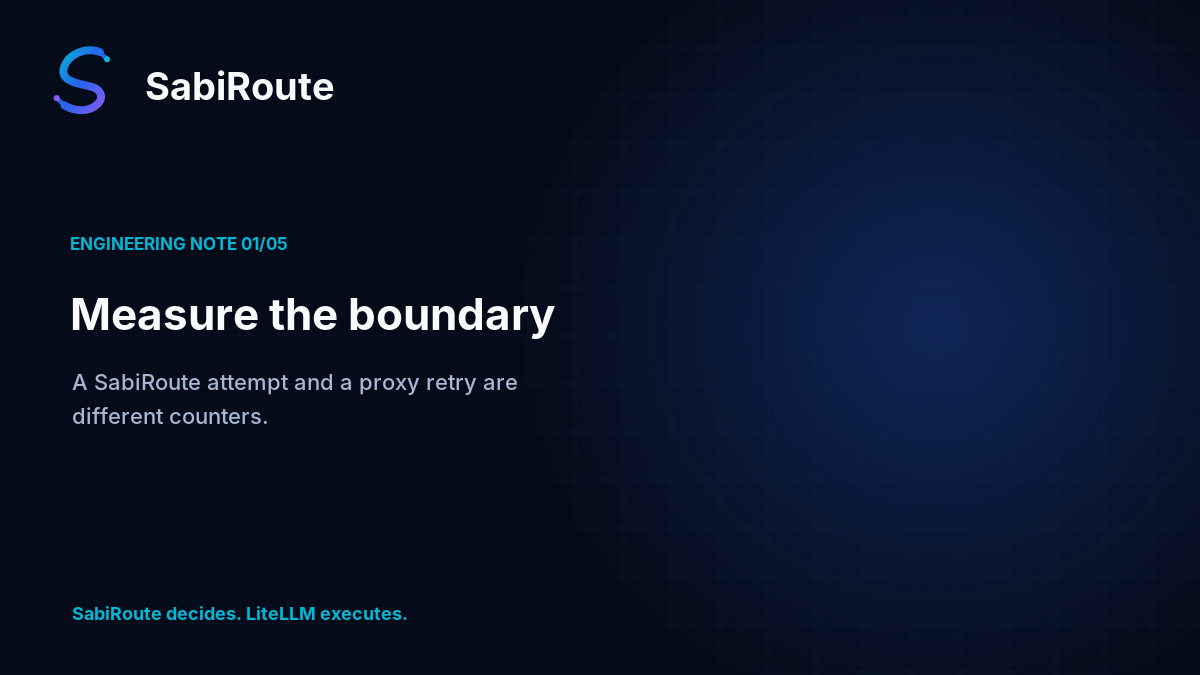 SabiRoute
ENGINEERING NOTE 01/05
Measure the boundary
A SabiRoute attempt and a proxy retry are
different counters.
SabiRoute decides. LiteLLM executes.